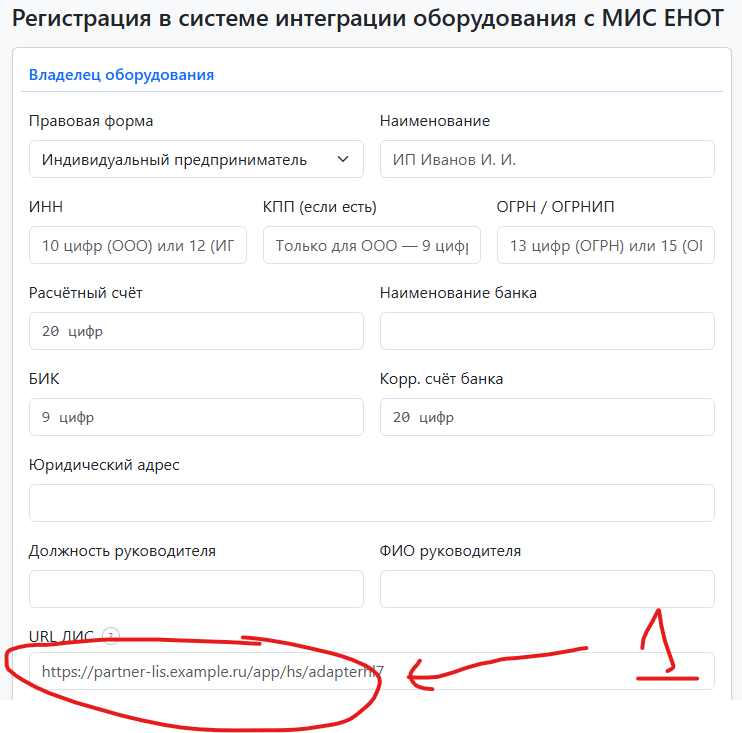 Регистрация в системе интеграции оборудования с МИС ЕНОТ
Владелец оборудования
Правовая форма Наименование
Индивидуальный предприниматель ИП Иванов И. И.
ИНН КПП (если есть) ОГРН / ОГРНИП
10 цифр (ООО) или 12 (ИП Только для ООО — 9 цифр 13 цифр (ОГРН) или 15 (ОГ
Расчётный счёт Наименование банка
20 цифр
БИК Корр. счёт банка
9 цифр 20 цифр
Юридический адрес
Должность руководителя ФИО руководителя
URL ЛИС ?
https://partner-lis.example.ru/app/hs/adapterhl7
1